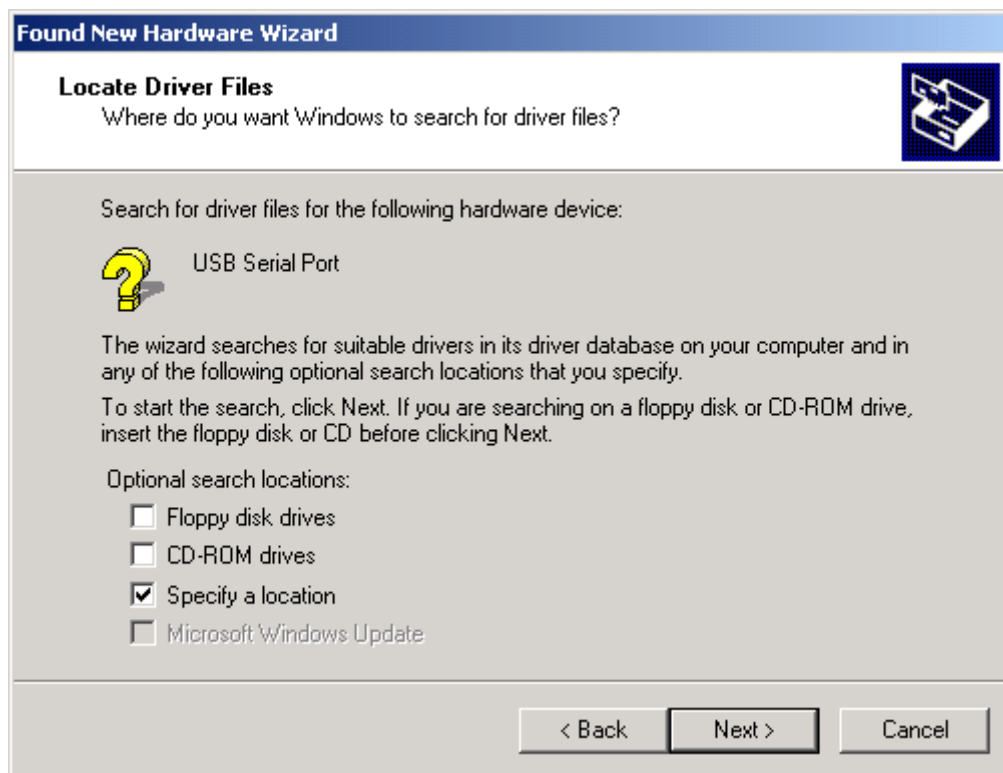 Found New Hardware Wizard
Locate Driver Files
Where do you want Windows to search for driver files?
Search for driver files for the following hardware device:
USB Serial Port
The wizard searches for suitable drivers in its driver database on your computer and in
any of the following optional search locations that you specify.
To start the search, click Next. If you are searching on a floppy disk or CD-ROM drive,
insert the floppy disk or CD before clicking Next.
Optional search locations:
Floppy disk drives
CD-ROM drives
Specify a location
Microsoft Windows Update
< Back
Next >
Cancel